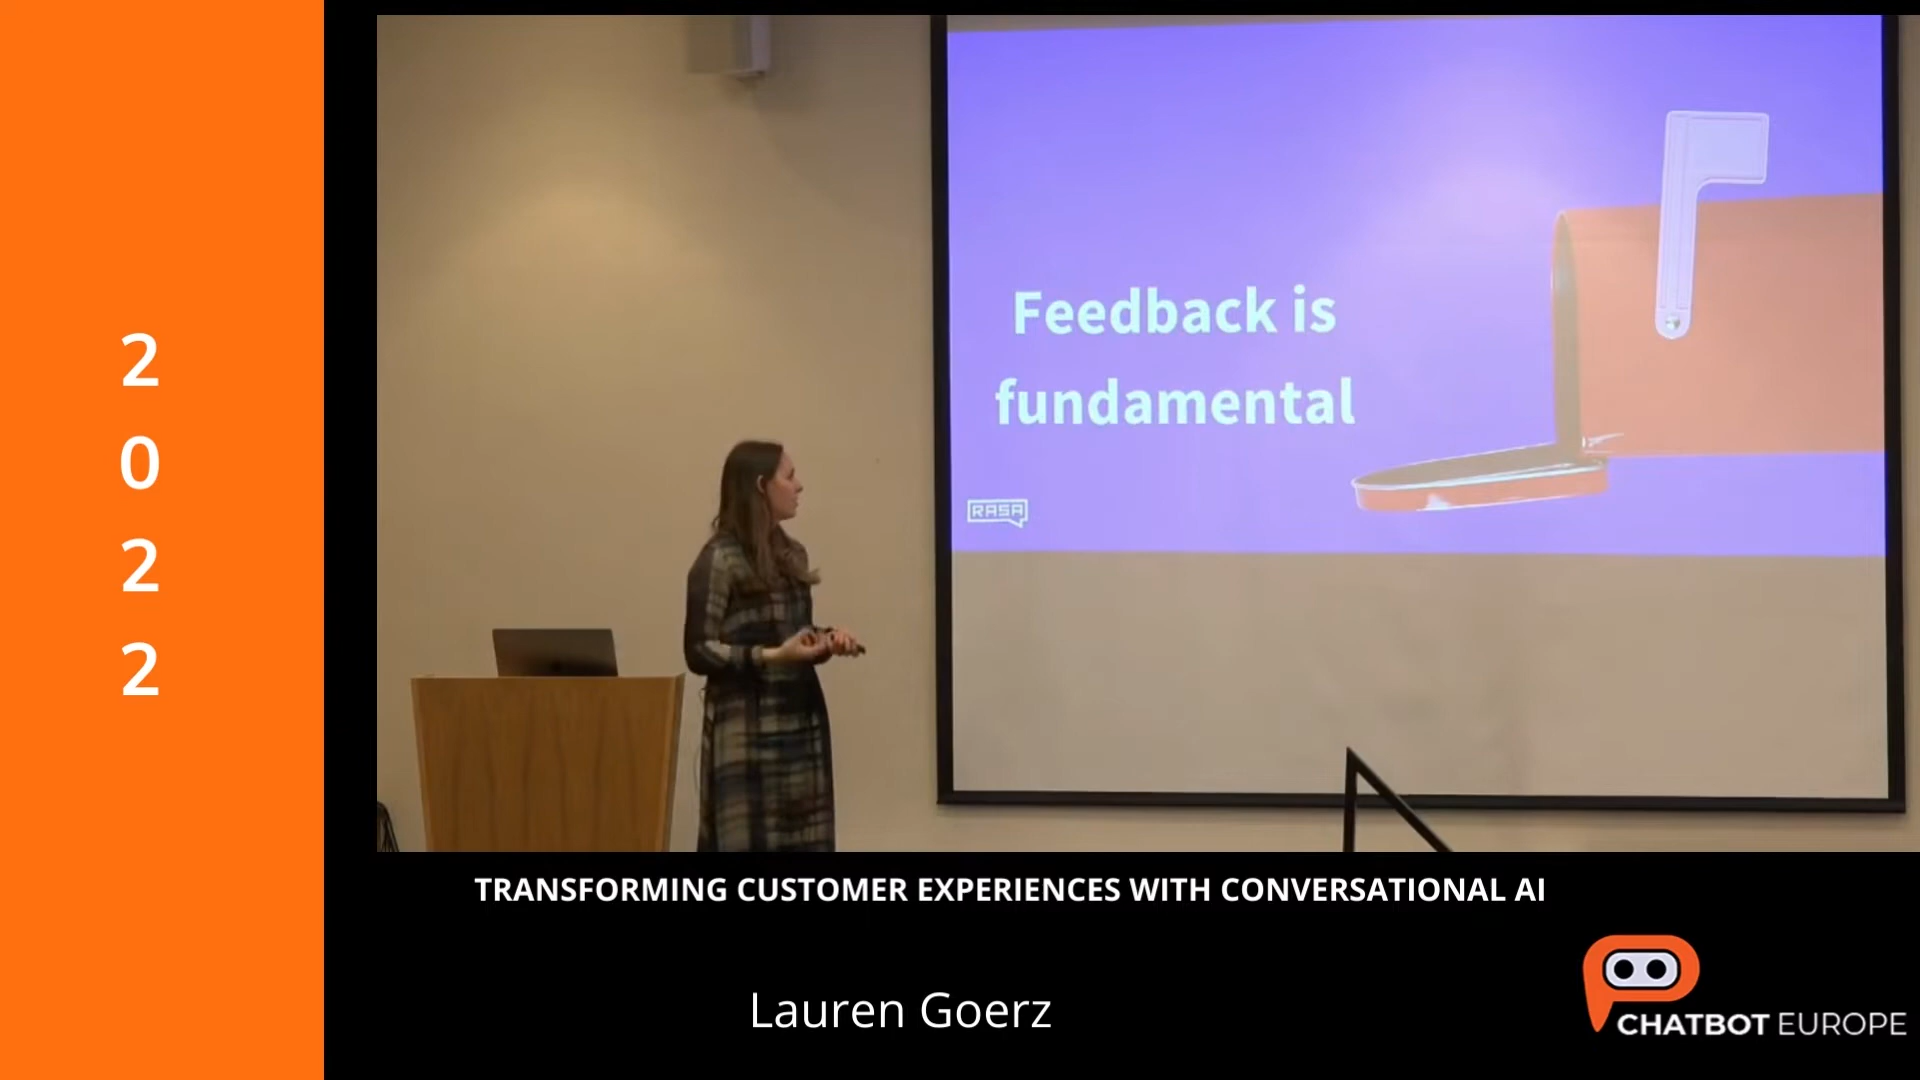 2
0
2
2
Feedback is
fundamental
RASA
TRANSFORMING CUSTOMER EXPERIENCES WITH CONVERSATIONAL AI
Lauren Goerz
CHATBOT EUROPE